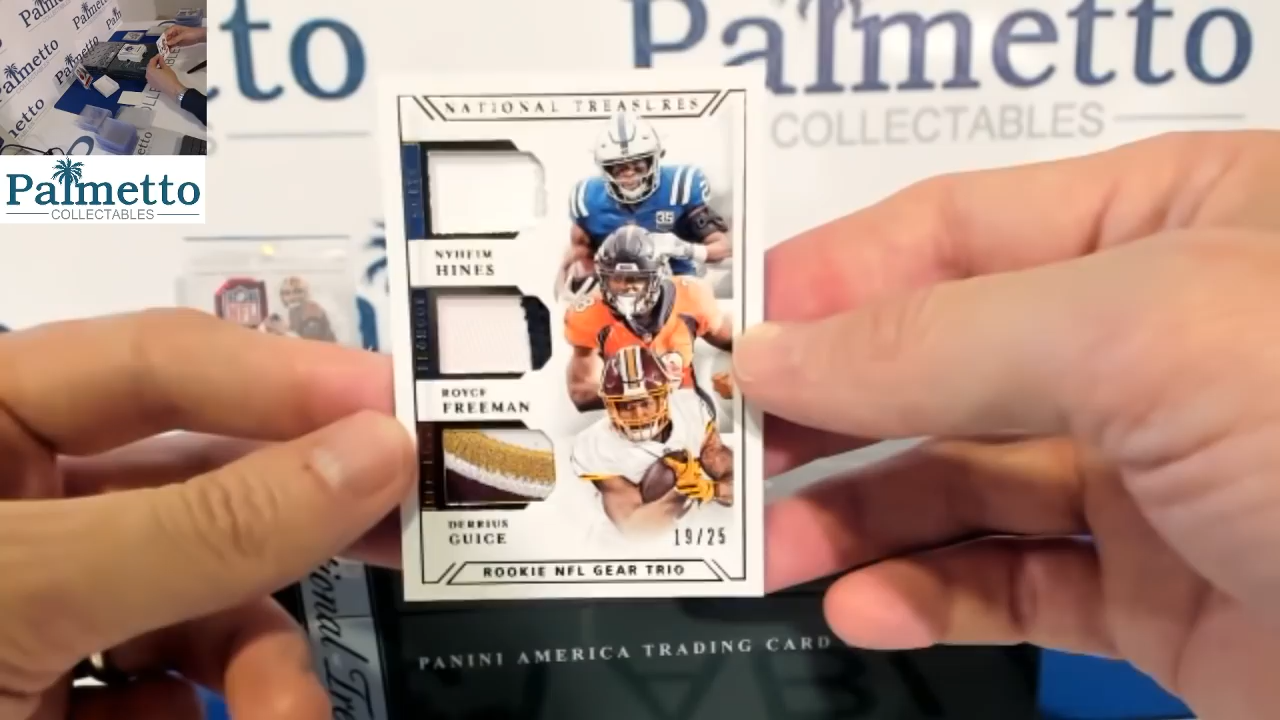 Palmetto
COLLECTABLES
to
Palmetto
COLLECTABLES
NATIONAL TREASURES
NYHEIM
HINES
ROYCE
FREEMAN
DERRIUS
GUICE
19/25
ROOKIE NFL GEAR TRIO
PANINI AMERICA TRADING CARD